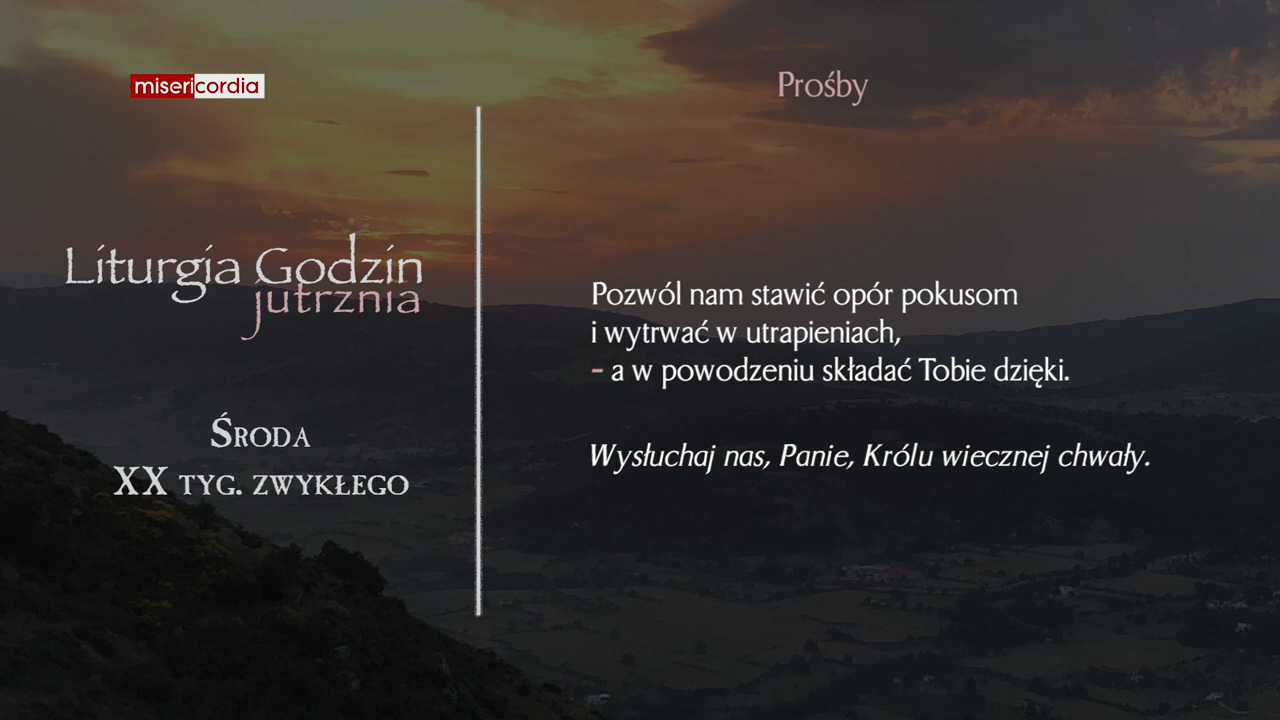 misericordia
Liturgia Godzin
jutrznia
Środa
XX tyg. zwykłego
Prośby
Pozwól nam stawić opór pokusom
i wytrwać w utrapieniach,
- a w powodzeniu składać Tobie dzięki.
Wysłuchaj nas, Panie, Królu wiecznej chwały.